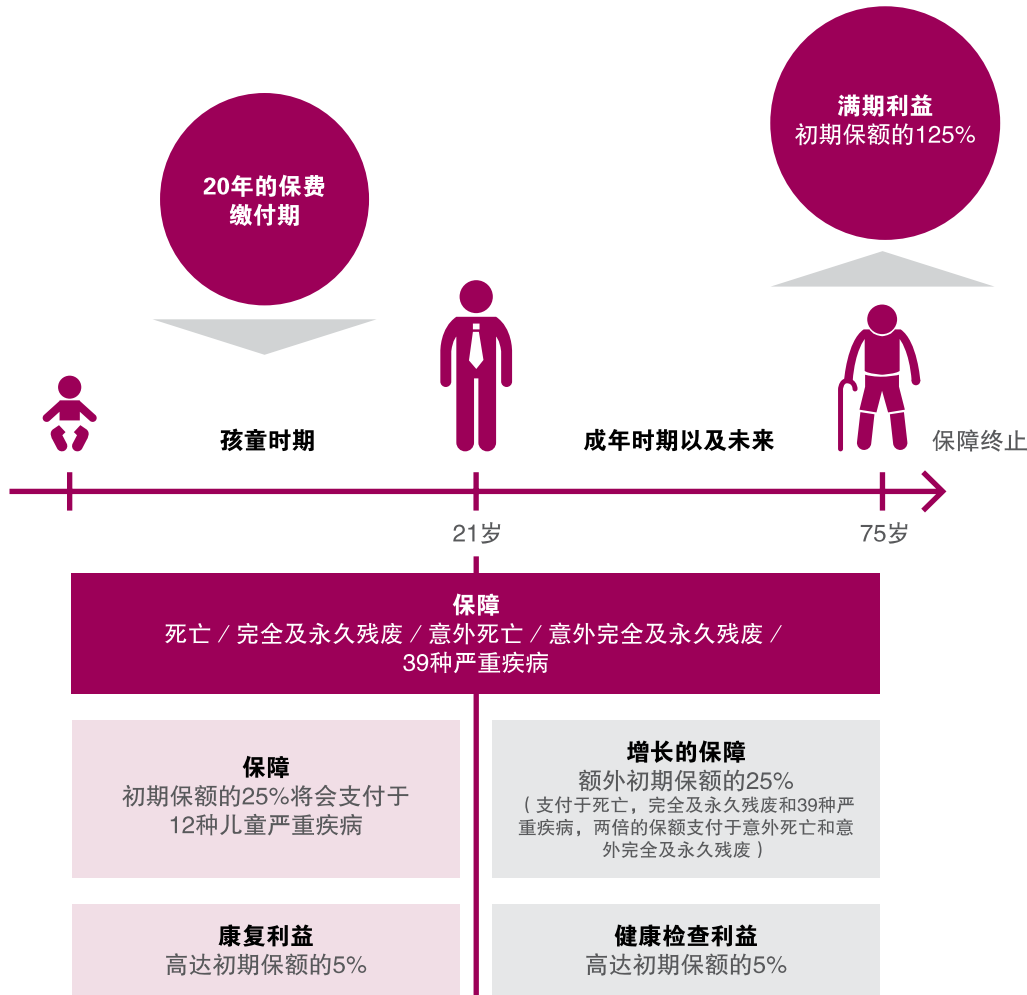 满期利益
初期保额的125%
20年的保费
缴付期
孩童时期
成年时期以及未来
保障终止
21岁
75岁
保障
死亡 / 完全及永久残废 / 意外死亡 / 意外完全及永久残废 /
39种严重疾病
保障
初期保额的25%将会支付于
12种儿童严重疾病
增长的保障
额外初期保额的25%
（支付于死亡，完全及永久残废和39种严
重疾病，两倍的保额支付于意外死亡和意
外完全及永久残废）
康复利益
高达初期保额的5%
健康检查利益
高达初期保额的5%